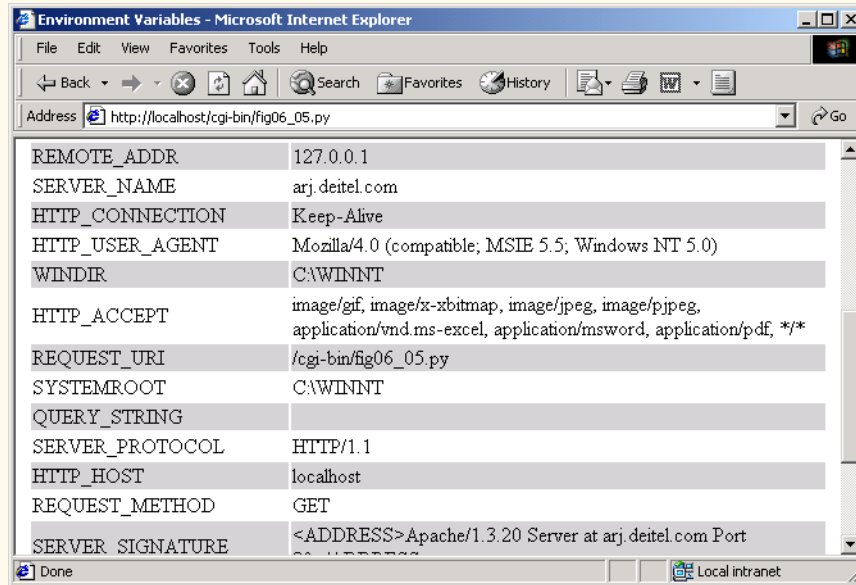 Environment Variables - Microsoft Internet Explorer
File Edit View Favorites Tools Help
Back Search Favorites History
Address http://localhost/cgi-bin/fig06_05.py Go
REMOTE_ADDR 127.0.0.1
SERVER_NAME arj.deitel.com
HTTP_CONNECTION Keep-Alive
HTTP_USER_AGENT Mozilla/4.0 (compatible; MSIE 5.5; Windows NT 5.0)
WINDIR C:\WINNT
HTTP_ACCEPT image/gif, image/x-xbitmap, image/jpeg, image/pjpeg,
application/vnd.ms-excel, application/msword, application/pdf, */*
REQUEST_URI /cgi-bin/fig06_05.py
SYSTEMROOT C:\WINNT
QUERY_STRING
SERVER_PROTOCOL HTTP/1.1
HTTP_HOST localhost
REQUEST_METHOD GET
SERVER_SIGNATURE <ADDRESS>Apache/1.3.20 Server at arj.deitel.com Port
Done Local intranet